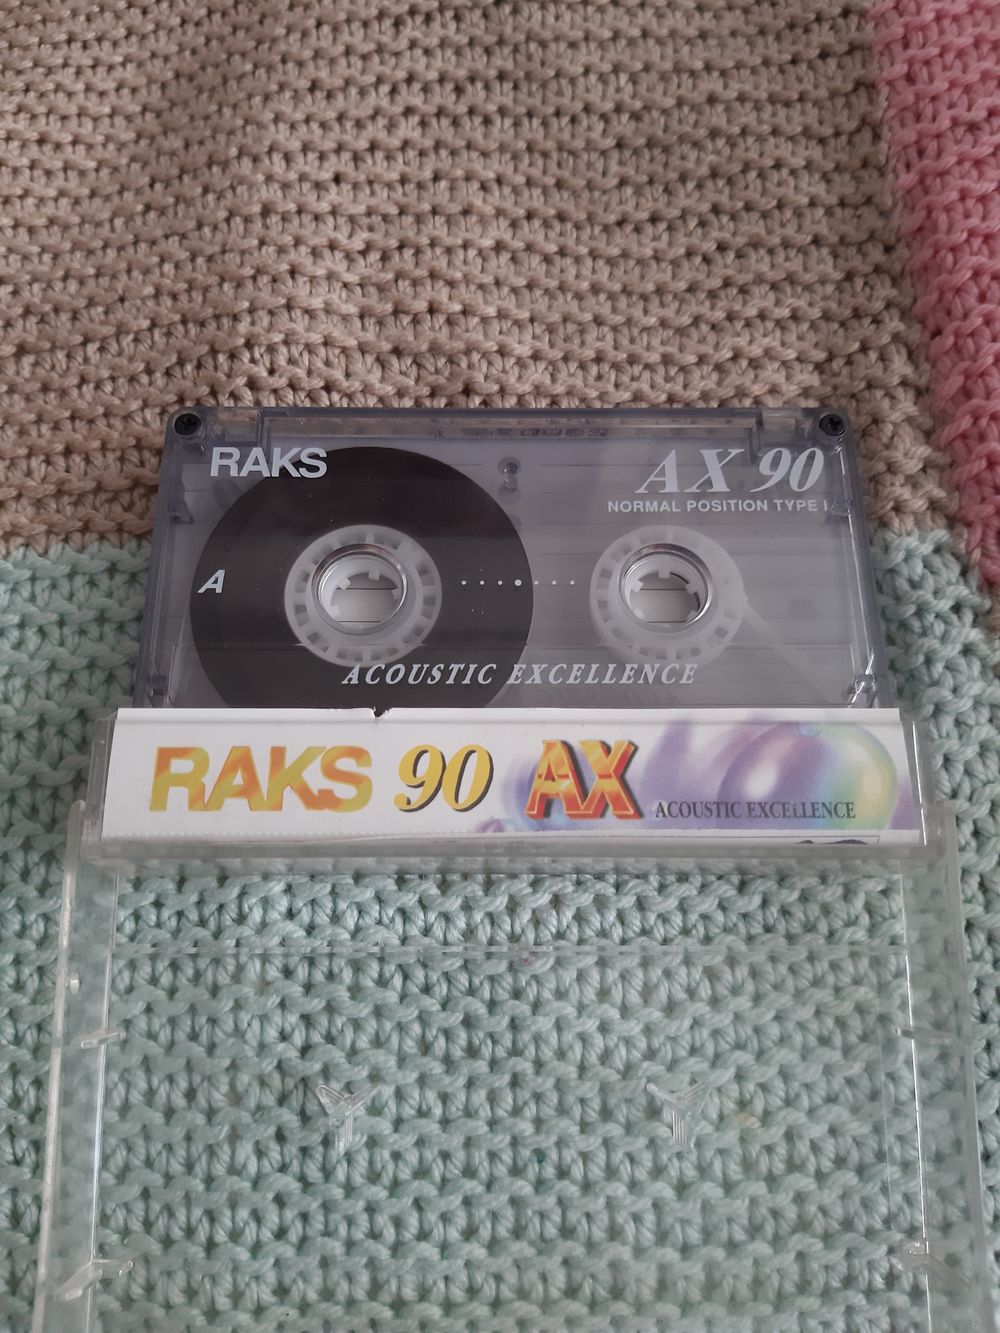 RAKS
AX 90
NORMAL POSITION TYPE I
A
ACOUSTIC EXCELLENCE
RAKS 90 AX ACOUSTIC EXCELLENCE